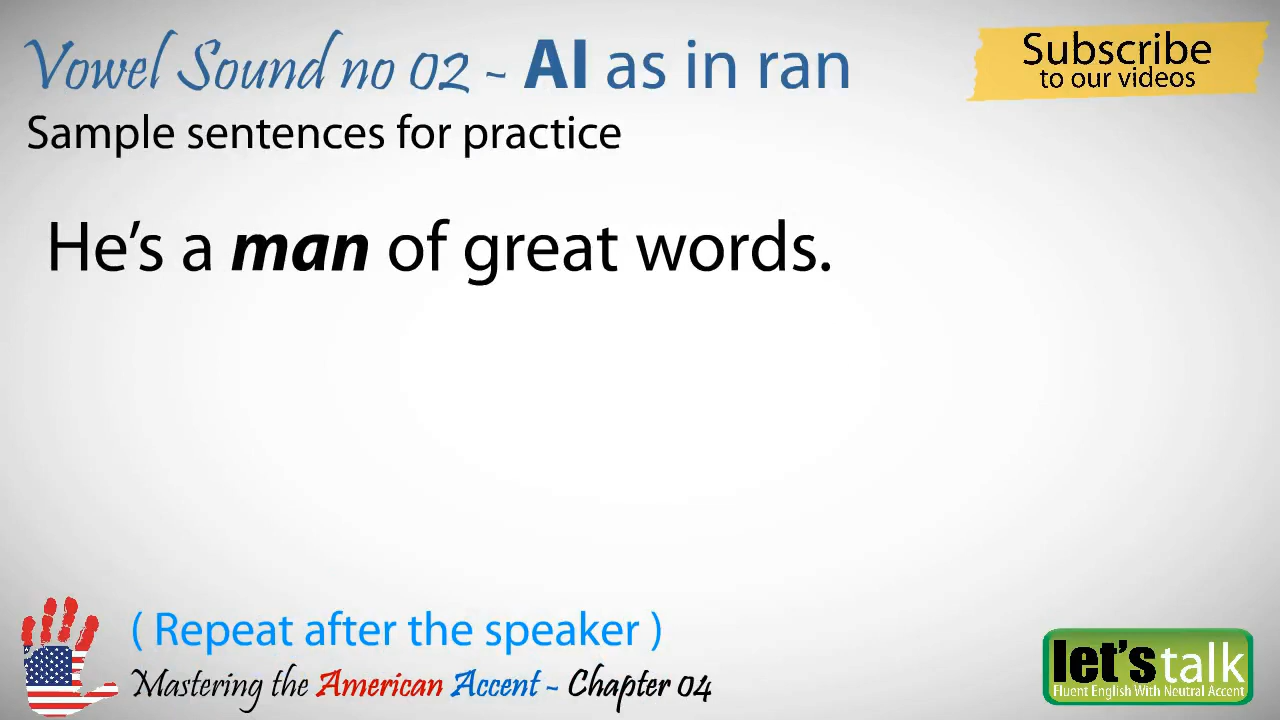 Vowel Sound no 02 ~ AI as in ran
Subscribe
to our videos
Sample sentences for practice
He’s a man of great words.
( Repeat after the speaker )
Mastering the American Accent ~ Chapter 04
let's talk
Fluent English With Neutral Accent